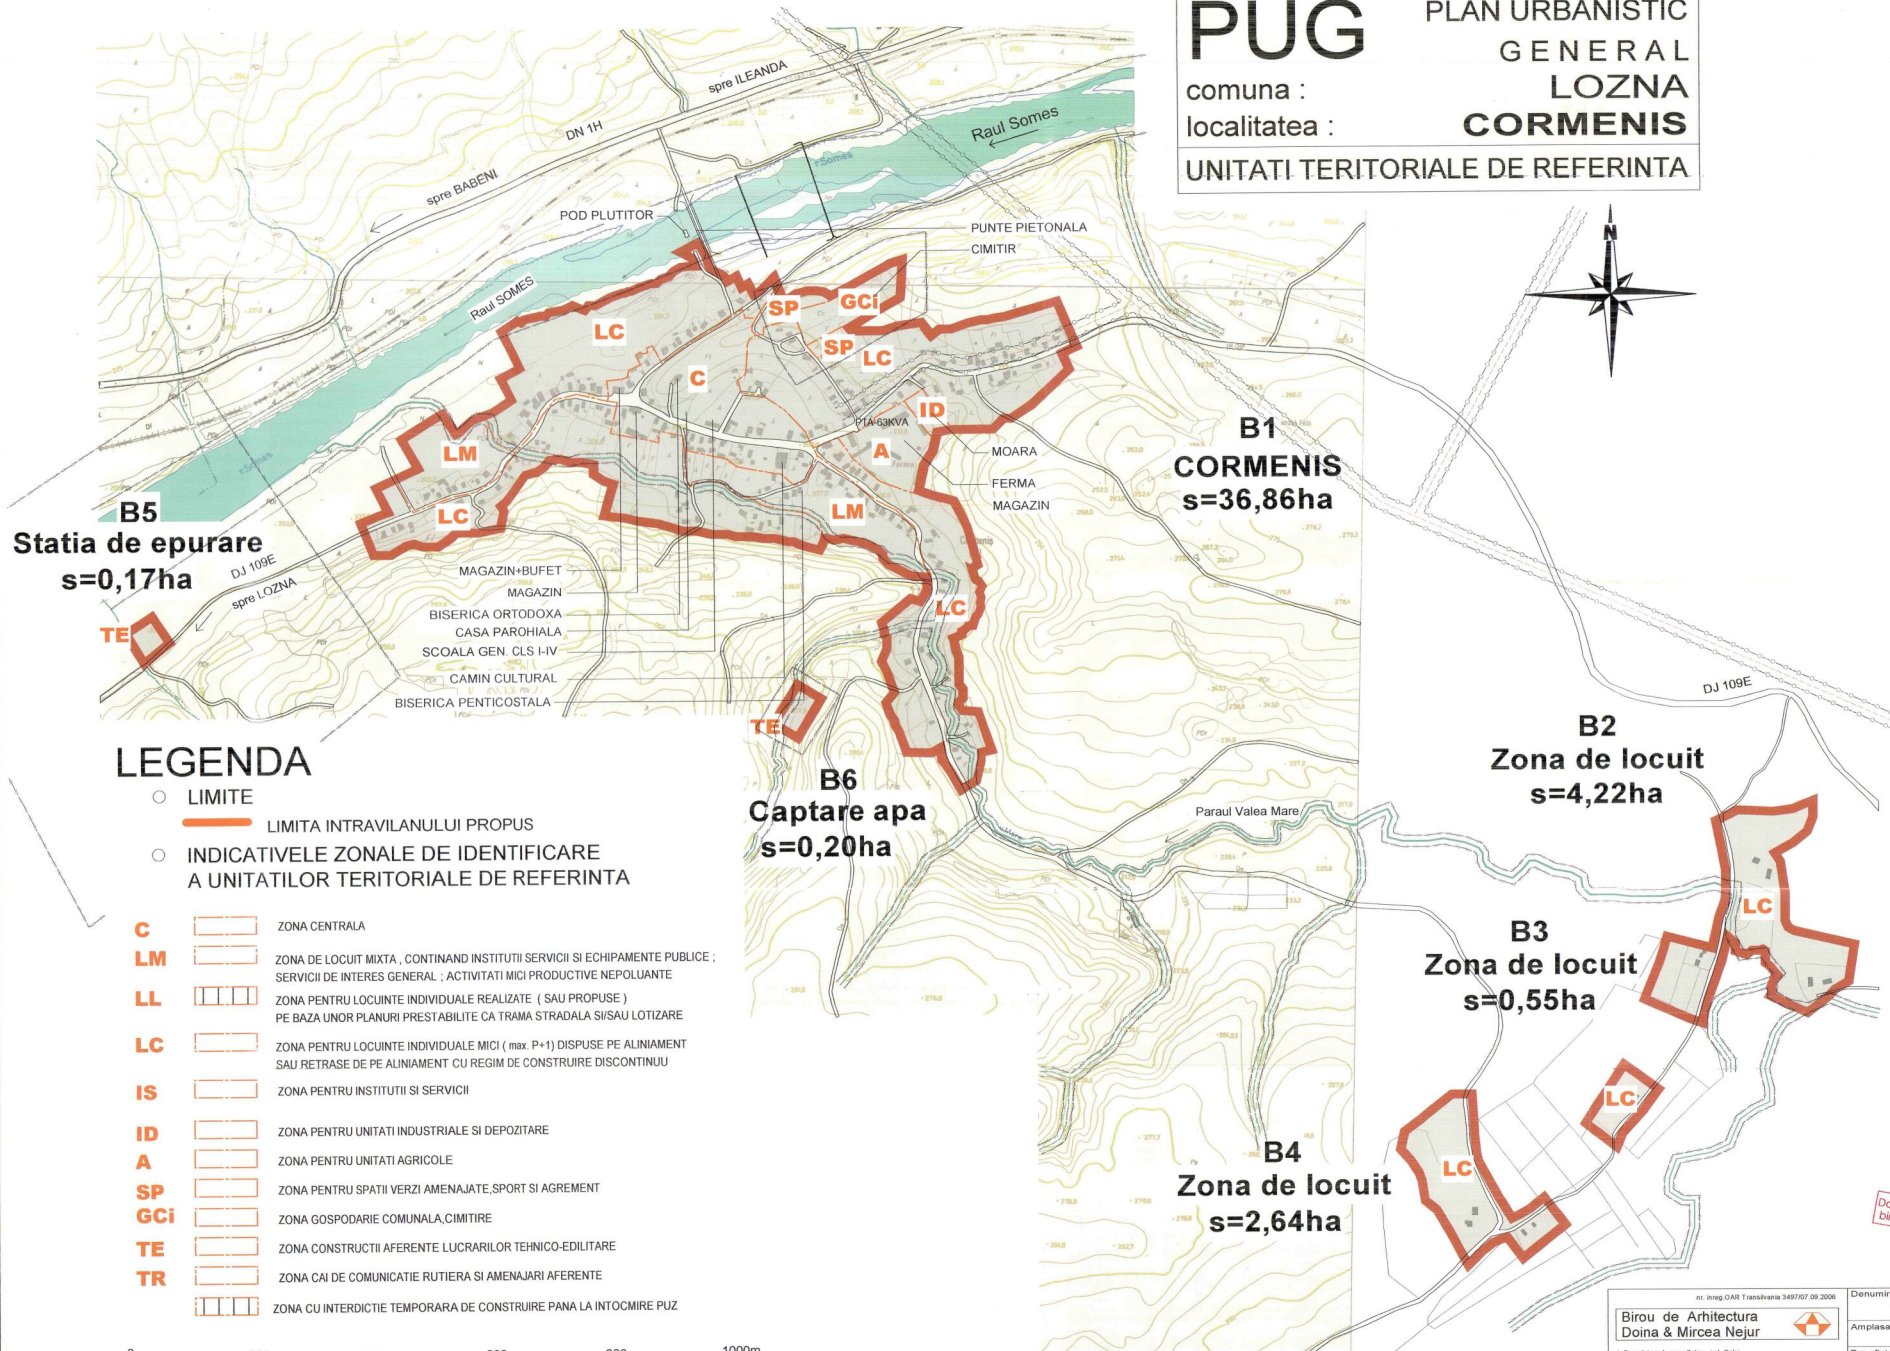 PUG
PLAN URBANISTIC
GENERAL
comuna :
LOZNA
localitatea :
CORMENIS
UNITATI TERITORIALE DE REFERINTA
N
spre ILEANDA
DN 1H
spre BABENI
Raul Somes
rSomes
POD PLUTITOR
PUNTE PIETONALA
CIMITIR
Raul SOMES
rSomes
SP
GCi
LC
SP
LC
C
ID
PTA-63KVA
A
Ferma
LM
LC
LM
LC
MOARA
FERMA
MAGAZIN
B1
CORMENIS
s=36,86ha
B5
Statia de epurare
s=0,17ha
DJ 109E
spre LOZNA
TE
MAGAZIN+BUFET
MAGAZIN
BISERICA ORTODOXA
CASA PAROHIALA
SCOALA GEN. CLS I-IV
CAMIN CULTURAL
BISERICA PENTICOSTALA
TE
B6
Captare apa
s=0,20ha
Paraul Valea Mare
DJ 109E
B2
Zona de locuit
s=4,22ha
LC
B3
Zona de locuit
s=0,55ha
LC
B4
Zona de locuit
s=2,64ha
LC
LEGENDA
LIMITE
LIMITA INTRAVILANULUI PROPUS
INDICATIVELE ZONALE DE IDENTIFICARE
A UNITATILOR TERITORIALE DE REFERINTA
C ZONA CENTRALA
LM ZONA DE LOCUIT MIXTA , CONTINAND INSTITUTII SERVICII SI ECHIPAMENTE PUBLICE ;
SERVICII DE INTERES GENERAL ; ACTIVITATI MICI PRODUCTIVE NEPOLUANTE
LL ZONA PENTRU LOCUINTE INDIVIDUALE REALIZATE ( SAU PROPUSE )
PE BAZA UNOR PLANURI PRESTABILITE CA TRAMA STRADALA SI/SAU LOTIZARE
LC ZONA PENTRU LOCUINTE INDIVIDUALE MICI ( max. P+1) DISPUSE PE ALINIAMENT
SAU RETRASE DE PE ALINIAMENT CU REGIM DE CONSTRUIRE DISCONTINUU
IS ZONA PENTRU INSTITUTII SI SERVICII
ID ZONA PENTRU UNITATI INDUSTRIALE SI DEPOZITARE
A ZONA PENTRU UNITATI AGRICOLE
SP ZONA PENTRU SPATII VERZI AMENAJATE,SPORT SI AGREMENT
GCi ZONA GOSPODARIE COMUNALA,CIMITIRE
TE ZONA CONSTRUCTII AFERENTE LUCRARILOR TEHNICO-EDILITARE
TR ZONA CAI DE COMUNICATIE RUTIERA SI AMENAJARI AFERENTE
ZONA CU INTERDICTIE TEMPORARA DE CONSTRUIRE PANA LA INTOCMIRE PUZ
1000m
nr. inreg.OAR Transilvania 3497/07.09.2006
Birou de Arhitectura
Doina & Mircea Nejur